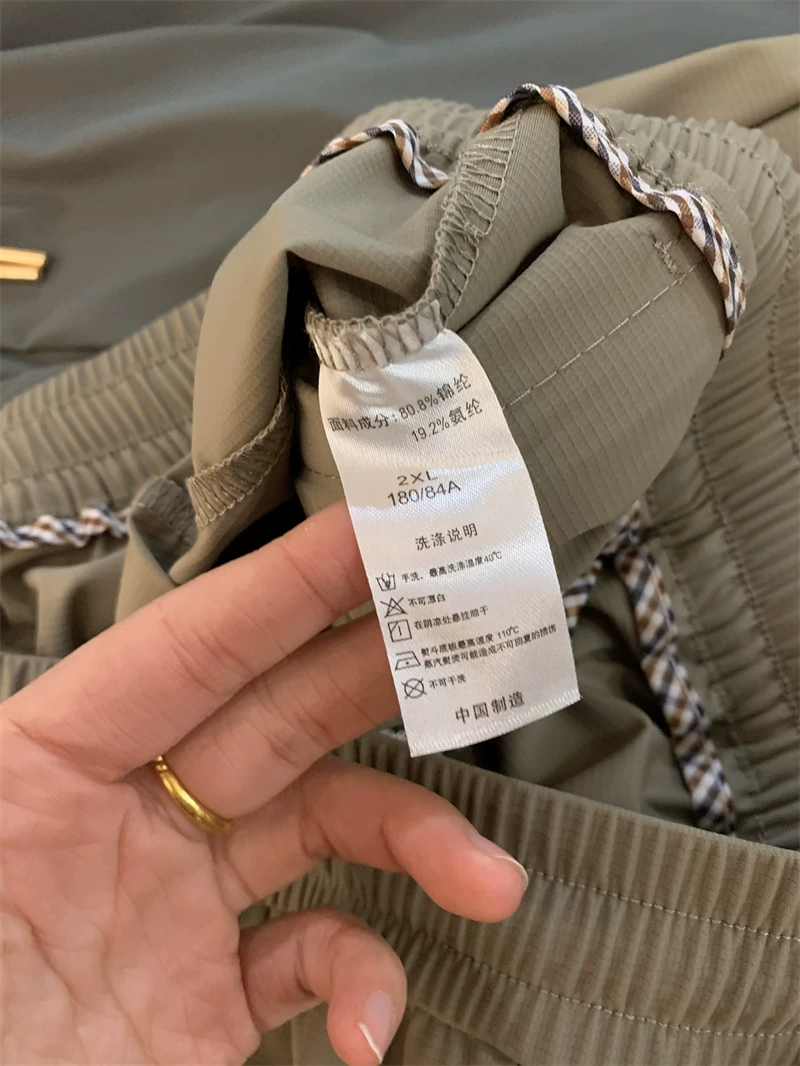 面料成分:80.8%锦纶
19.2%氨纶
2XL
180/84A
洗涤说明
手洗，最高洗涤温度40℃
不可漂白
在阴凉处悬挂晾干
熨斗底板最高温度 110℃
蒸汽熨烫可能造成不可回复的损伤
不可干洗
中国制造